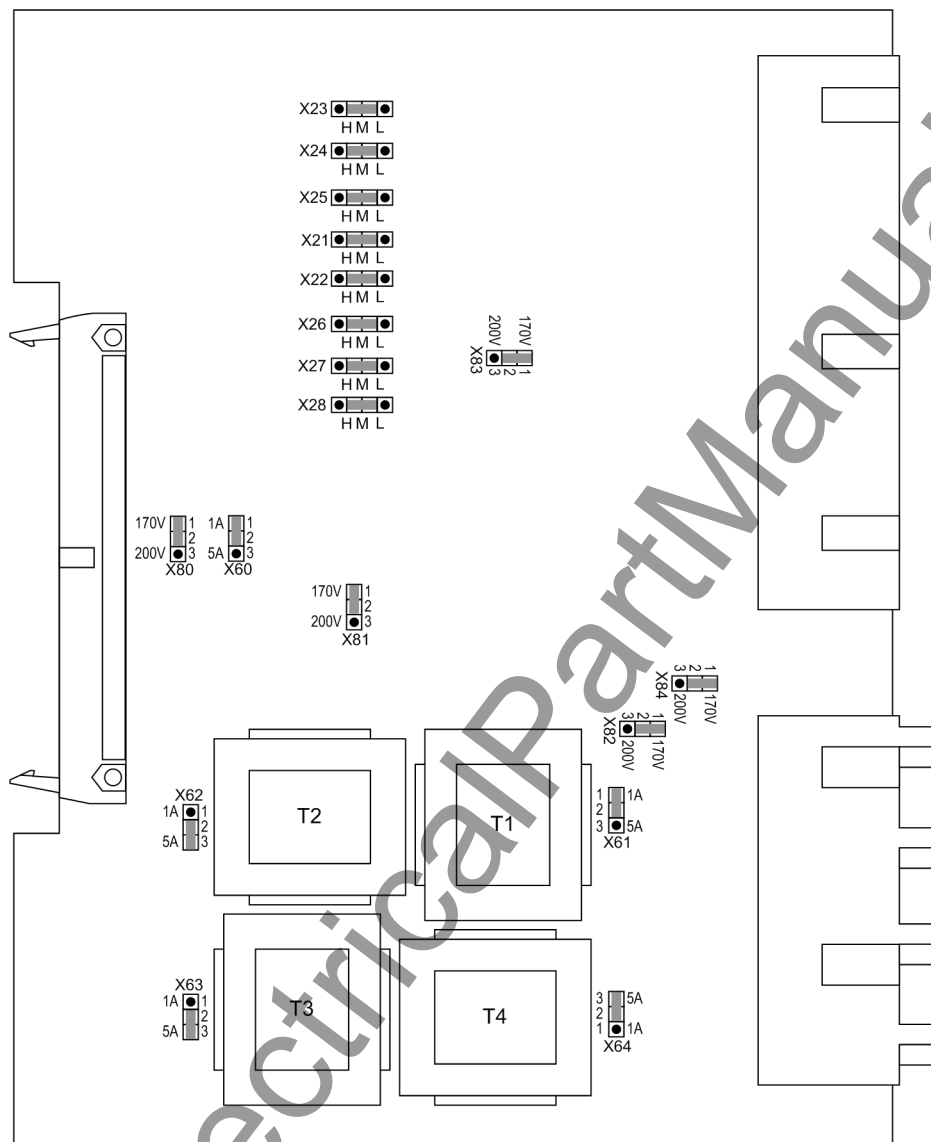 X23
H M L
X24
H M L
X25
H M L
X21
H M L
X22
H M L
X26
H M L
X27
H M L
X28
H M L
200V 170V
X83
3 2 1
170V 1
2
200V 3
X80
1A 1
2
5A 3
X60
170V 1
2
200V 3
X81
3 2 1
X84
200V 170V
3 2 1
X82
200V 170V
X62
1A 1
2
5A 3
T2
T1
1 1A
2
3 5A
X61
X63
1A 1
2
5A 3
T3
T4
3 5A
2
1 1A
X64
ectricalPartManua